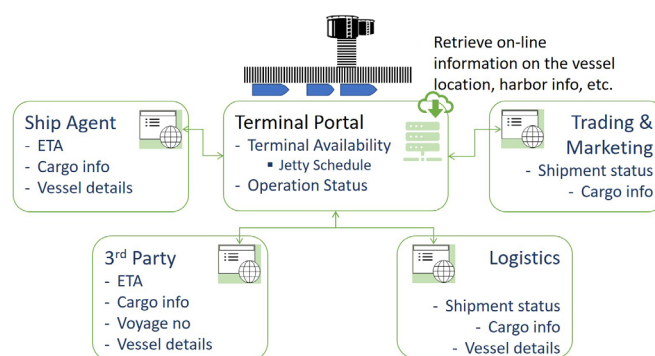 Retrieve on-line
information on the vessel
location, harbor info, etc.
Ship Agent
- ETA
- Cargo info
- Vessel details
Terminal Portal
- Terminal Availability
▪ Jetty Schedule
- Operation Status
Trading &
Marketing
- Shipment status
- Cargo info
3rd Party
- ETA
- Cargo info
- Voyage no
- Vessel details
Logistics
- Shipment status
- Cargo info
- Vessel details